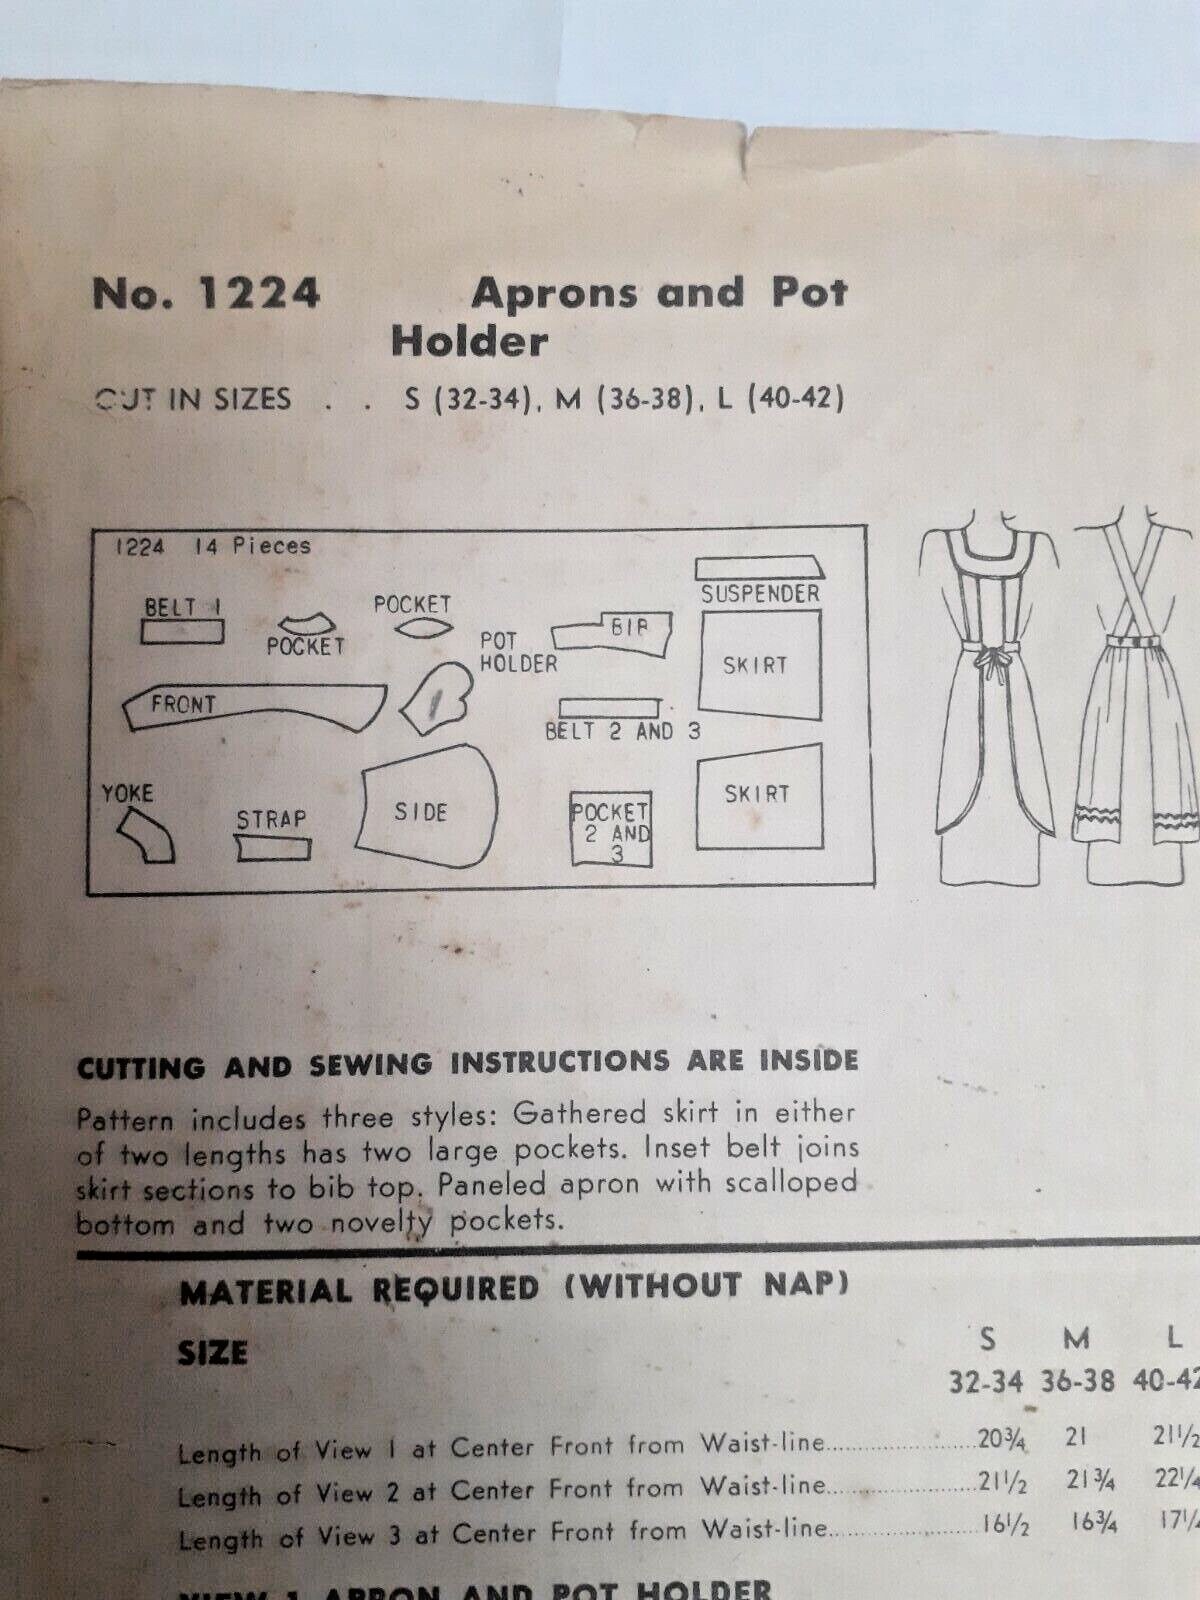 No. 1224 Aprons and Pot
Holder
CUT IN SIZES . . S (32-34), M (36-38), L (40-42)
1224 14 Pieces
BELT 1
POCKET
POCKET
POT
HOLDER
BIB
SUSPENDER
SKIRT
FRONT
BELT 2 AND 3
YOKE
STRAP
SIDE
POCKET
2 AND
3
SKIRT
CUTTING AND SEWING INSTRUCTIONS ARE INSIDE
Pattern includes three styles: Gathered skirt in either
of two lengths has two large pockets. Inset belt joins
skirt sections to bib top. Paneled apron with scalloped
bottom and two novelty pockets.
MATERIAL REQUIRED (WITHOUT NAP)
SIZE S M L
32-34 36-38 40-42
Length of View 1 at Center Front from Waist-line 20¾ 21 21½
Length of View 2 at Center Front from Waist-line 21½ 21¾ 22¼
Length of View 3 at Center Front from Waist-line 16½ 16¾ 17¼
VIEW 1 APRON AND POT HOLDER